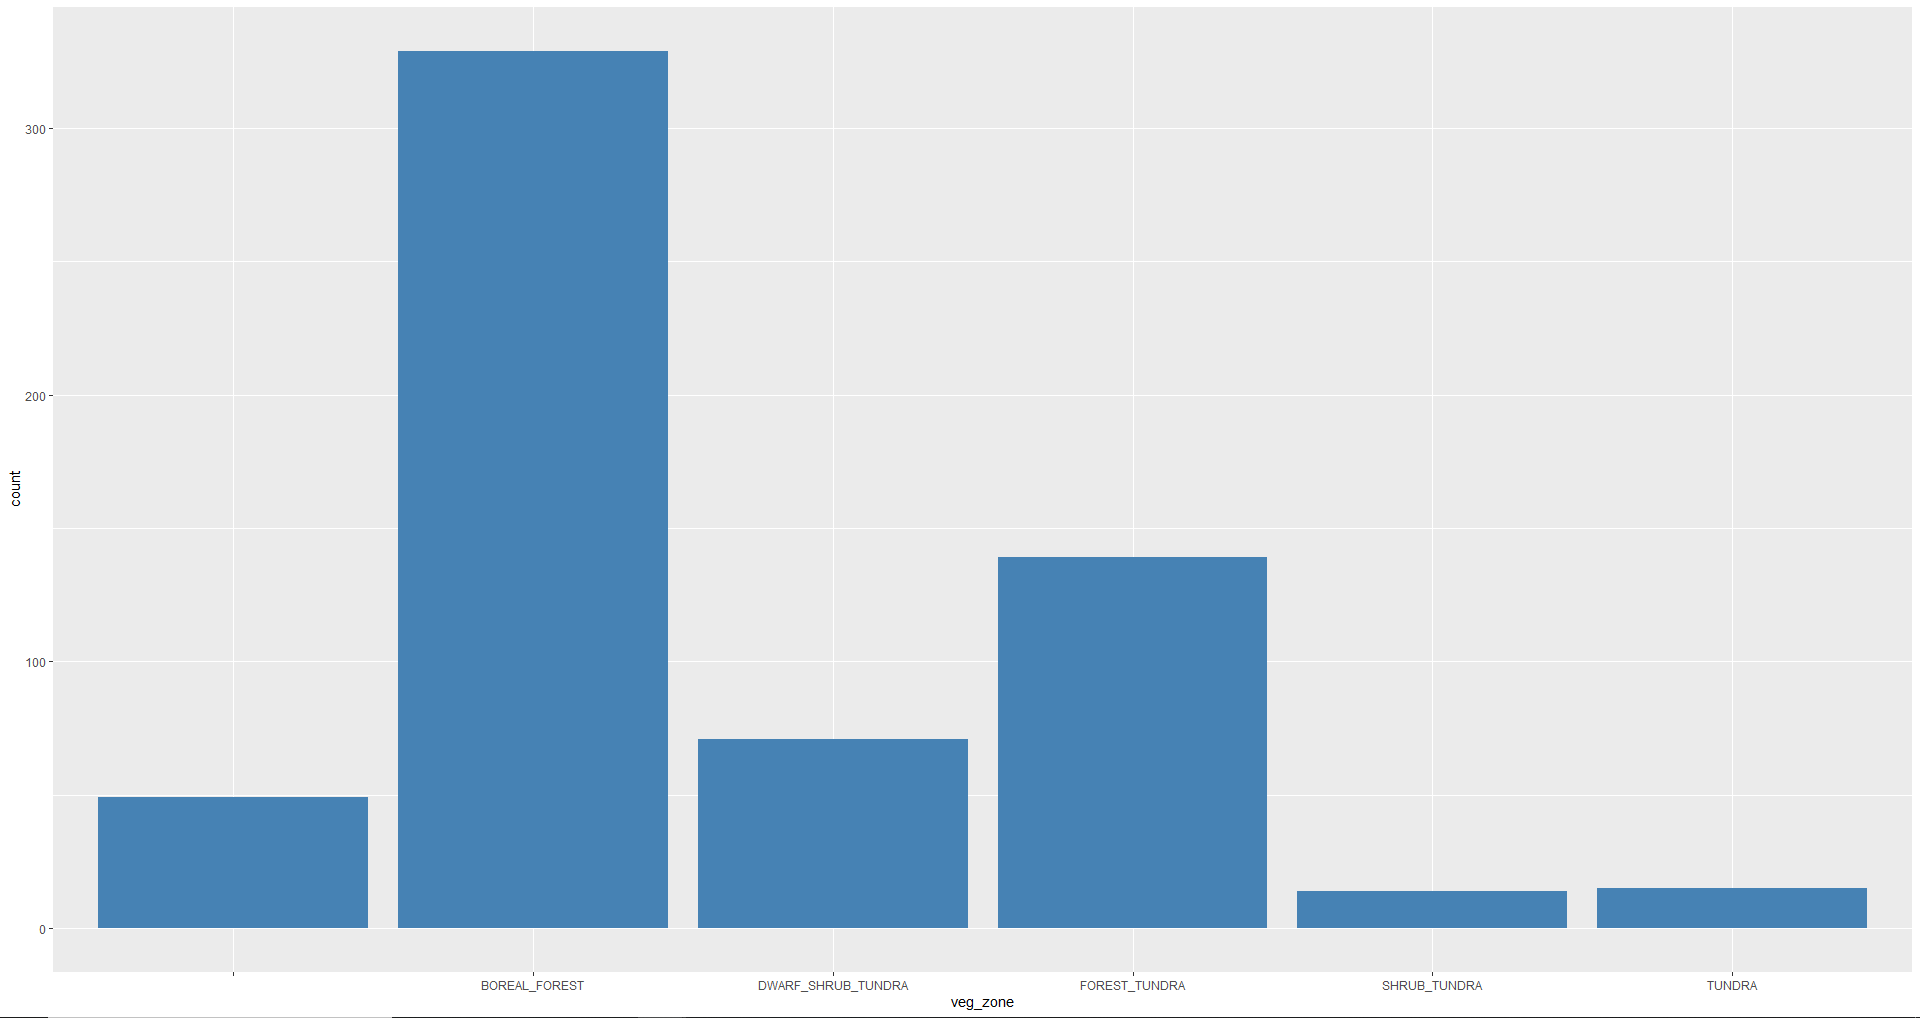 300
200
count
100
0
BOREAL_FOREST DWARF_SHRUB_TUNDRA FOREST_TUNDRA SHRUB_TUNDRA TUNDRA
veg_zone